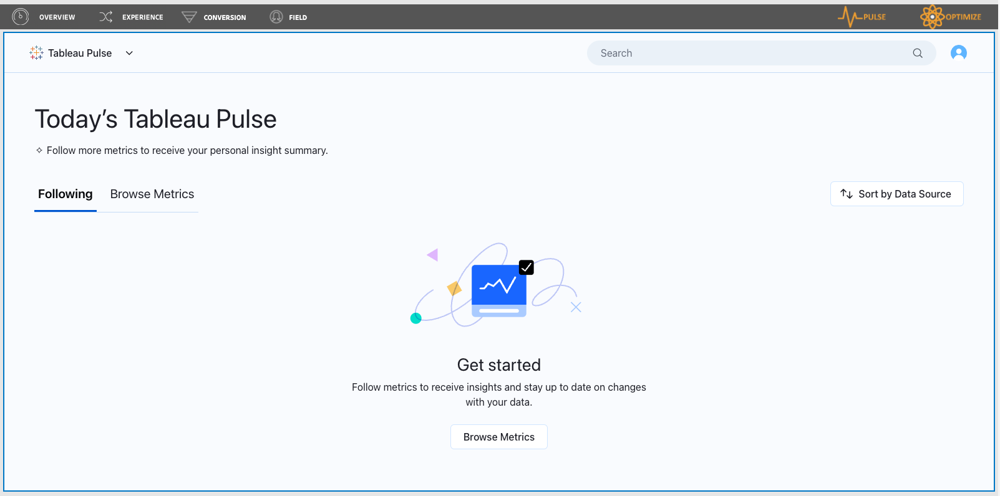 OVERVIEW
EXPERIENCE
CONVERSION
FIELD
PULSE
OPTIMIZE
Tableau Pulse
Search
Today’s Tableau Pulse
Follow more metrics to receive your personal insight summary.
Following
Browse Metrics
Sort by Data Source
Get started
Follow metrics to receive insights and stay up to date on changes
with your data.
Browse Metrics